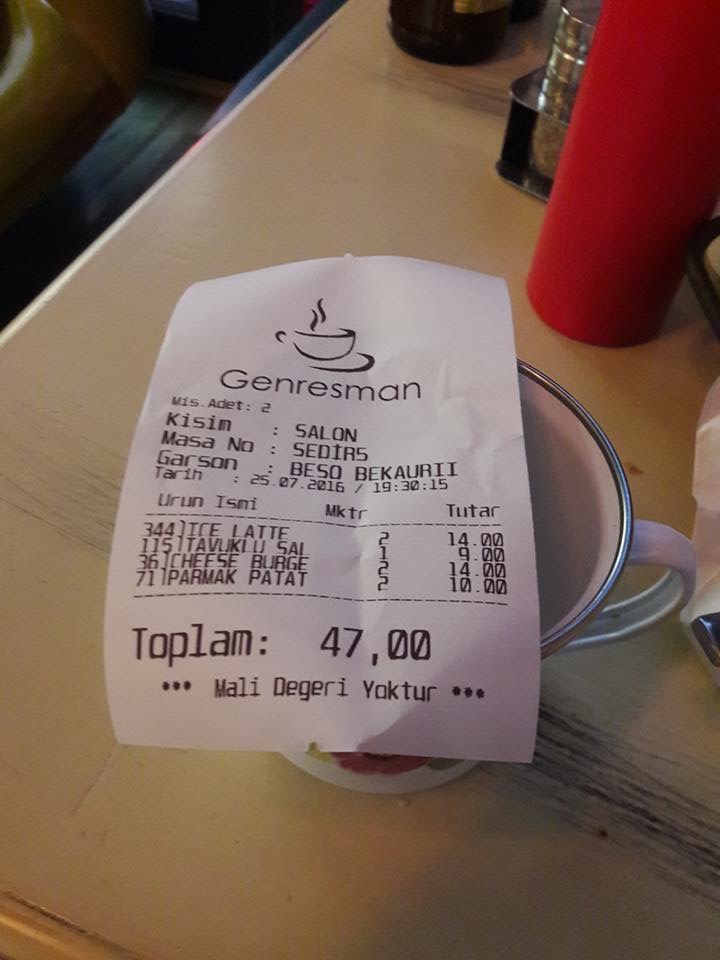 Genresman
Mis.Adet: 2
Kisim : SALON
Masa No : SEDİR5
Garson : BESO BEKAURII
Tarih : 25.07.2016 / 19:30:15
Urun Ismi Mktr Tutar
344]ICE LATTE 2 14.00
115]TAVUKLU SAL 1 9.00
36]CHEESE BURGE 2 14.00
71]PARMAK PATAT 2 10.00
Toplam: 47,00
*** Mali Degeri Yoktur ***